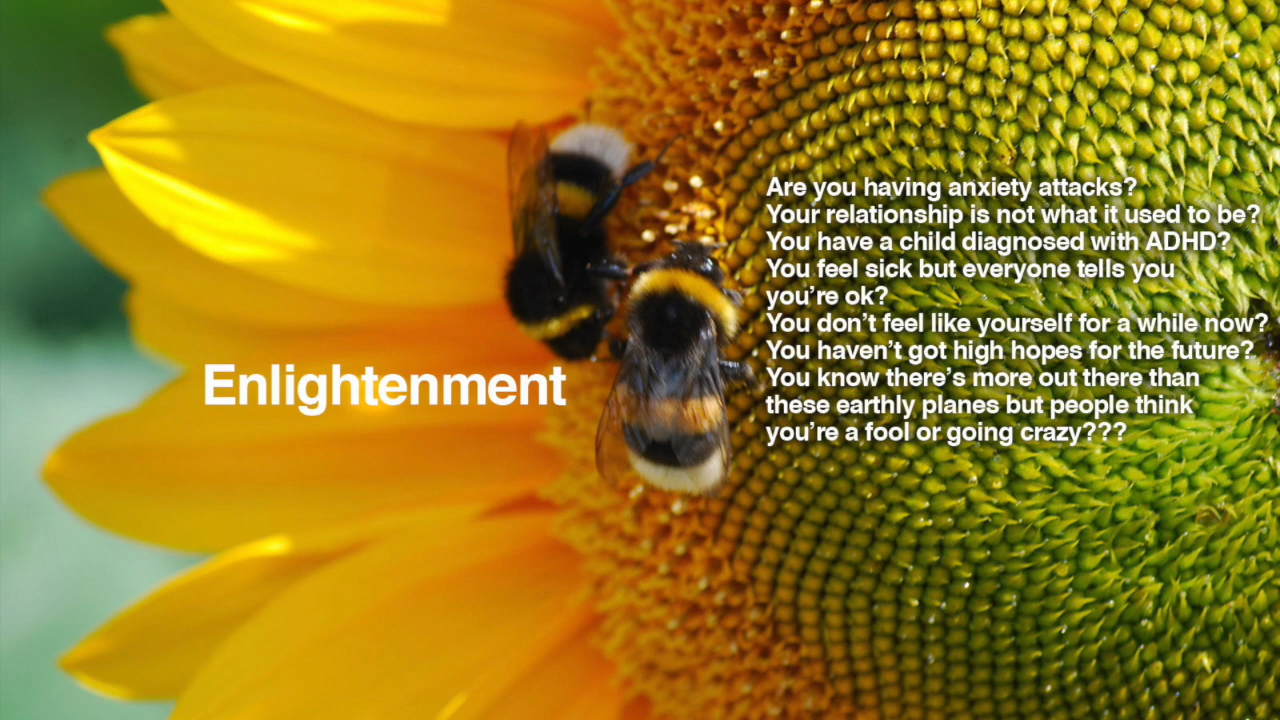 Enlightenment
Are you having anxiety attacks?
Your relationship is not what it used to be?
You have a child diagnosed with ADHD?
You feel sick but everyone tells you
you're ok?
You don't feel like yourself for a while now?
You haven't got high hopes for the future?
You know there's more out there than
these earthly planes but people think
you're a fool or going crazy???